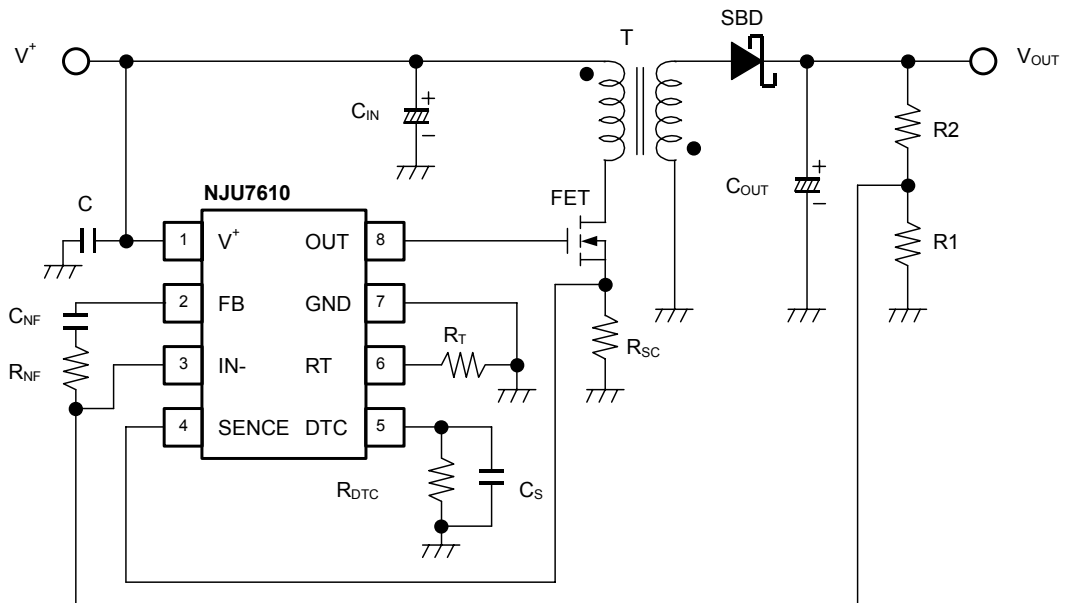 SBD
T
V+
VOUT
CIN
R2
COUT
NJU7610
FET
C
R1
1 V+ OUT 8
2 FB GND 7
CNF
RT
RSC
3 IN- RT 6
RNF
4 SENCE DTC 5
RDTC
CS